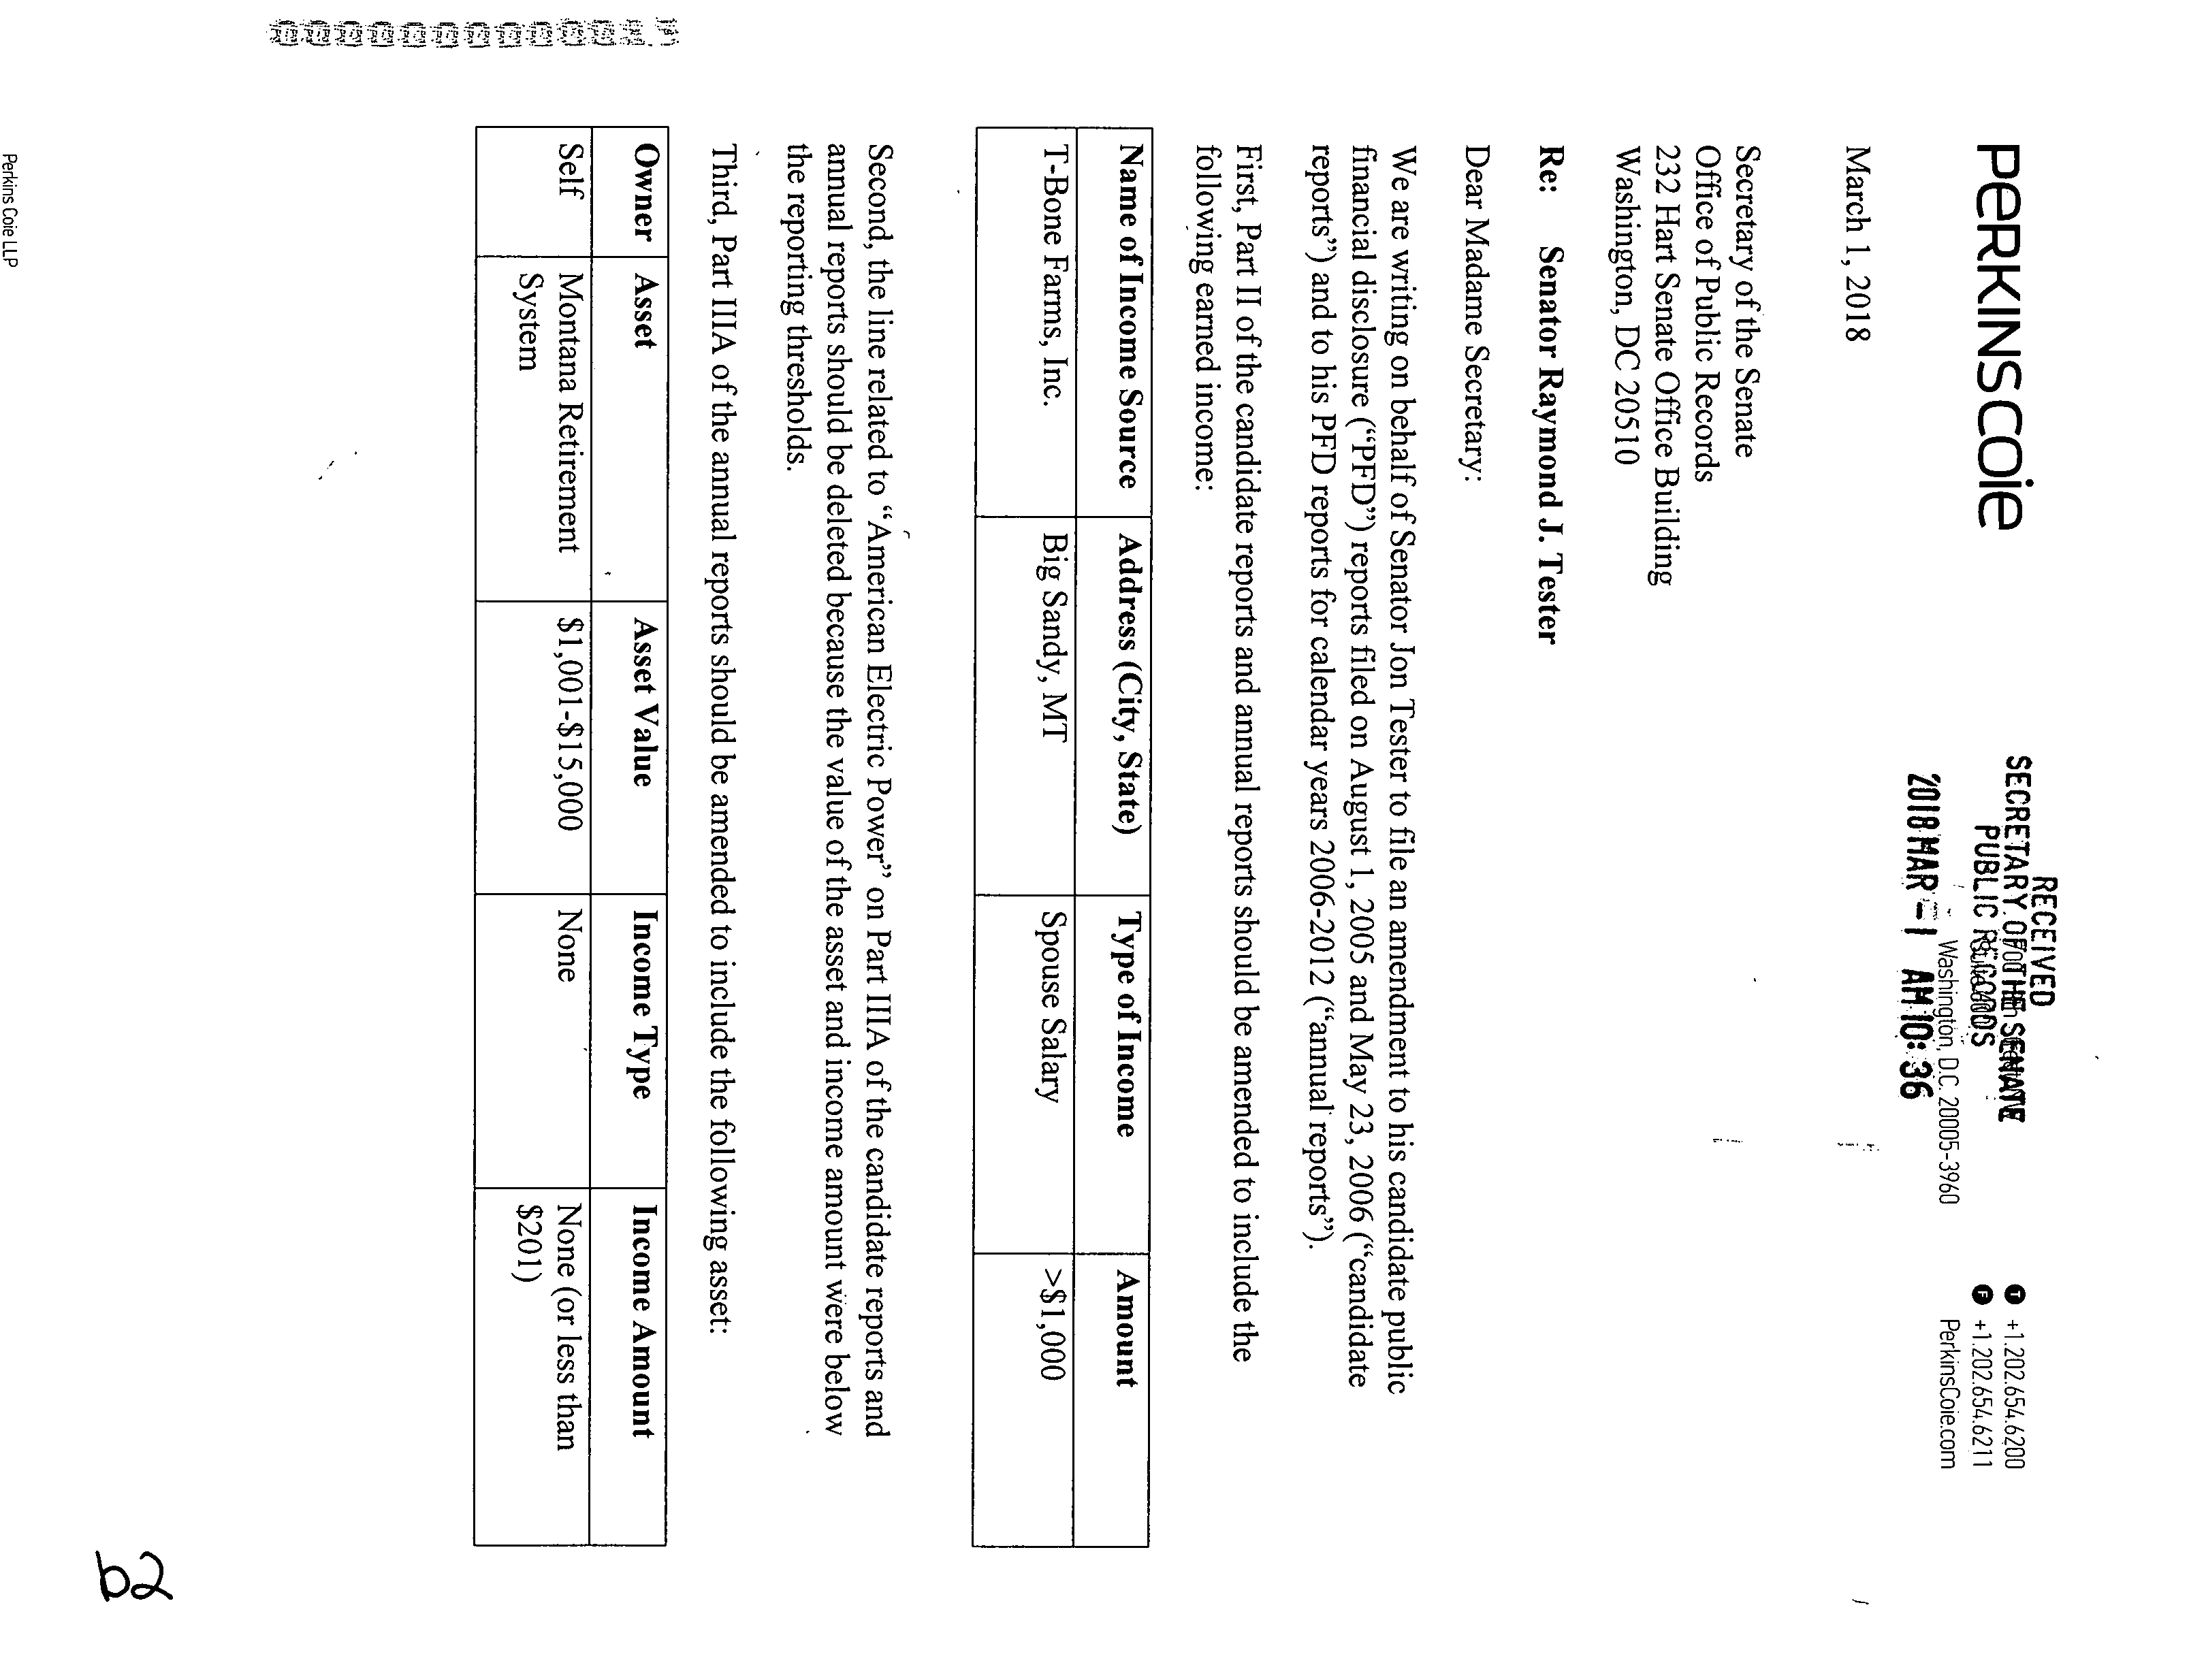 PERKINSCOIE
RECEIVED
SECRETARY OF THE SENATE
PUBLIC RECORDS
Washington, D.C. 20005-3960
2018 MAR -1 AM 10:36
T +1.202.654.6200
F +1.202.654.6211
PerkinsCoie.com
March 1, 2018
Secretary of the Senate
Office of Public Records
232 Hart Senate Office Building
Washington, DC 20510
Re: Senator Raymond J. Tester
Dear Madame Secretary:
We are writing on behalf of Senator Jon Tester to file an amendment to his candidate public
financial disclosure (“PFD”) reports filed on August 1, 2005 and May 23, 2006 (“candidate
reports”) and to his PFD reports for calendar years 2006-2012 (“annual reports”).
First, Part II of the candidate reports and annual reports should be amended to include the
following earned income:
Name of Income Source Address (City, State) Type of Income Amount
T-Bone Farms, Inc. Big Sandy, MT Spouse Salary >$1,000
Second, the line related to “American Electric Power” on Part IIIA of the candidate reports and
annual reports should be deleted because the value of the asset and income amount were below
the reporting thresholds.
Third, Part IIIA of the annual reports should be amended to include the following asset:
Owner Asset Asset Value Income Type Income Amount
Self Montana Retirement $1,001-$15,000 None None (or less than
System $201)
Perkins Coie LLP
b2